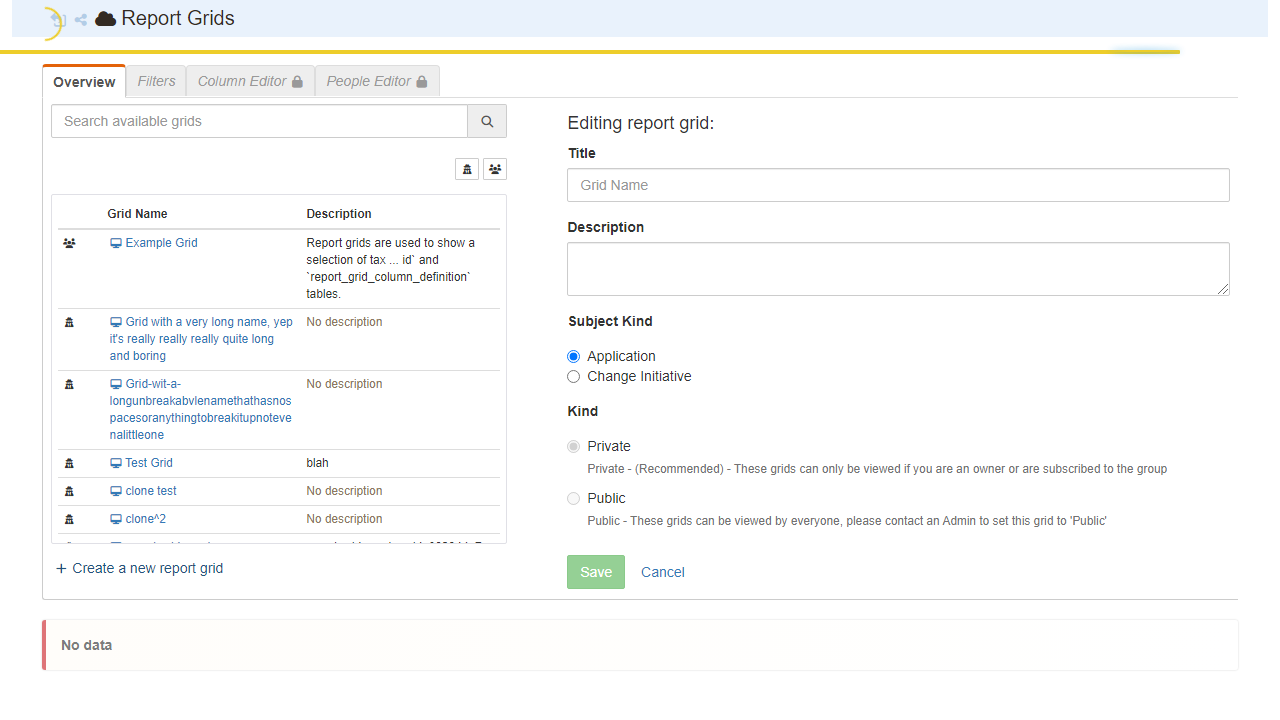 Report Grids
Overview
Filters
Column Editor
People Editor
Search available grids
Grid Name
Description
Example Grid
Report grids are used to show a
selection of tax ... id` and
`report_grid_column_definition`
tables.
Grid with a very long name, yep
it's really really really quite long
and boring
No description
Grid-wit-a-
longunbreakabvlenamethathasnos
pacesoranythingtobreakitupnoteve
nalittleone
No description
Test Grid
blah
clone test
No description
clone^2
No description
+ Create a new report grid
Editing report grid:
Title
Grid Name
Description
Subject Kind
Application
Change Initiative
Kind
Private
Private - (Recommended) - These grids can only be viewed if you are an owner or are subscribed to the group
Public
Public - These grids can be viewed by everyone, please contact an Admin to set this grid to 'Public'
Save
Cancel
No data